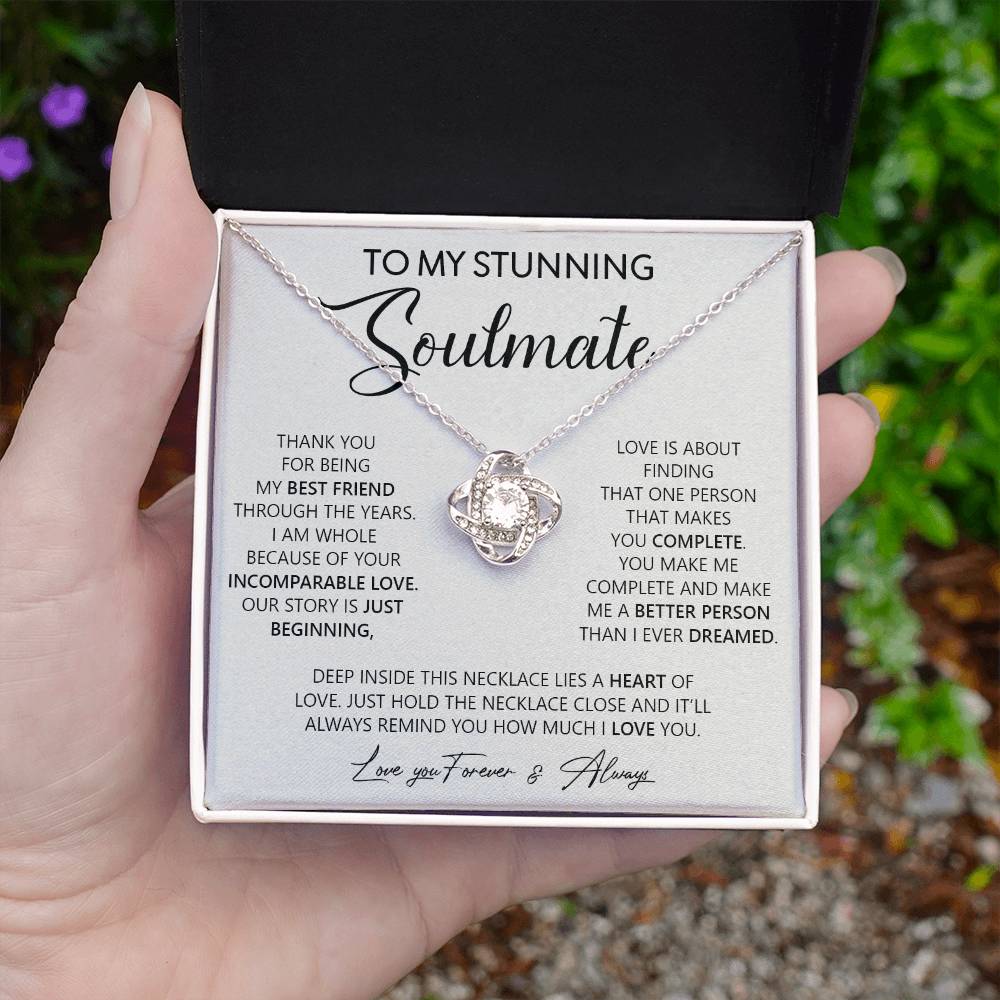 TO MY STUNNING
Soulmate
THANK YOU
FOR BEING
MY BEST FRIEND
THROUGH THE YEARS.
I AM WHOLE
BECAUSE OF YOUR
INCOMPARABLE LOVE.
OUR STORY IS JUST
BEGINNING,
LOVE IS ABOUT
FINDING
THAT ONE PERSON
THAT MAKES
YOU COMPLETE.
YOU MAKE ME
COMPLETE AND MAKE
ME A BETTER PERSON
THAN I EVER DREAMED.
DEEP INSIDE THIS NECKLACE LIES A HEART OF
LOVE. JUST HOLD THE NECKLACE CLOSE AND IT'LL
ALWAYS REMIND YOU HOW MUCH I LOVE YOU.
Love you Forever & Always